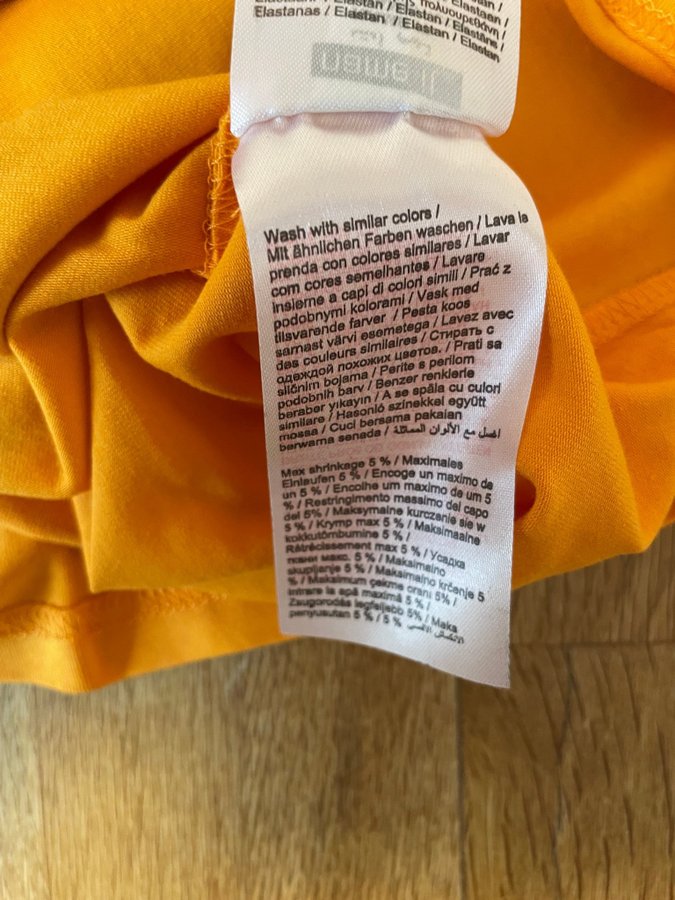 Elastan / Elastan / Elastāns /
Elastanas / Elastan / Elastan
Wash with similar colors /
Mit ähnlichen Farben waschen / Lava la
prenda con colores similares / Lavar
com cores semelhantes / Lavare
insieme a capi di colori simili / Prać z
podobnymi kolorami / Vask med
tilsvarende farver / Pesta koos
sarnast värvi esemetega / Lavez avec
des couleurs similaires / Стирать с
одеждой похожих цветов. / Prati sa
sličnim bojama / Perite s perilom
podobnih barv / Benzer renklerle
beraber yıkayın / A se spăla cu culori
similare / Hasonló színekkel együtt
mossa / Cuci bersama pakaian
berwarna senada / اغسل مع الألوان المماثلة
Max shrinkage 5 % / Maximales
Einlaufen 5 % / Encoge un máximo de
un 5 % / Encolhe um máximo de um 5
% / Restringimento massimo del capo
del 5% / Maksymalne kurczanie się w
5 % / Krymp max 5 % / Maksimaalne
kokkutõmbumine 5 % /
Rétrécissement max 5 % / Усадка
ткани макс. 5 % / Maksimalno
skupljanje 5 % / Maksimalno krčenje 5
% / Maksimum çekme oranı 5% /
Intrare la apă maximă 5 % /
Zsugorodás legfeljebb 5% / Maka
penyusutan 5 % / 5 % الانكماش الأقصى